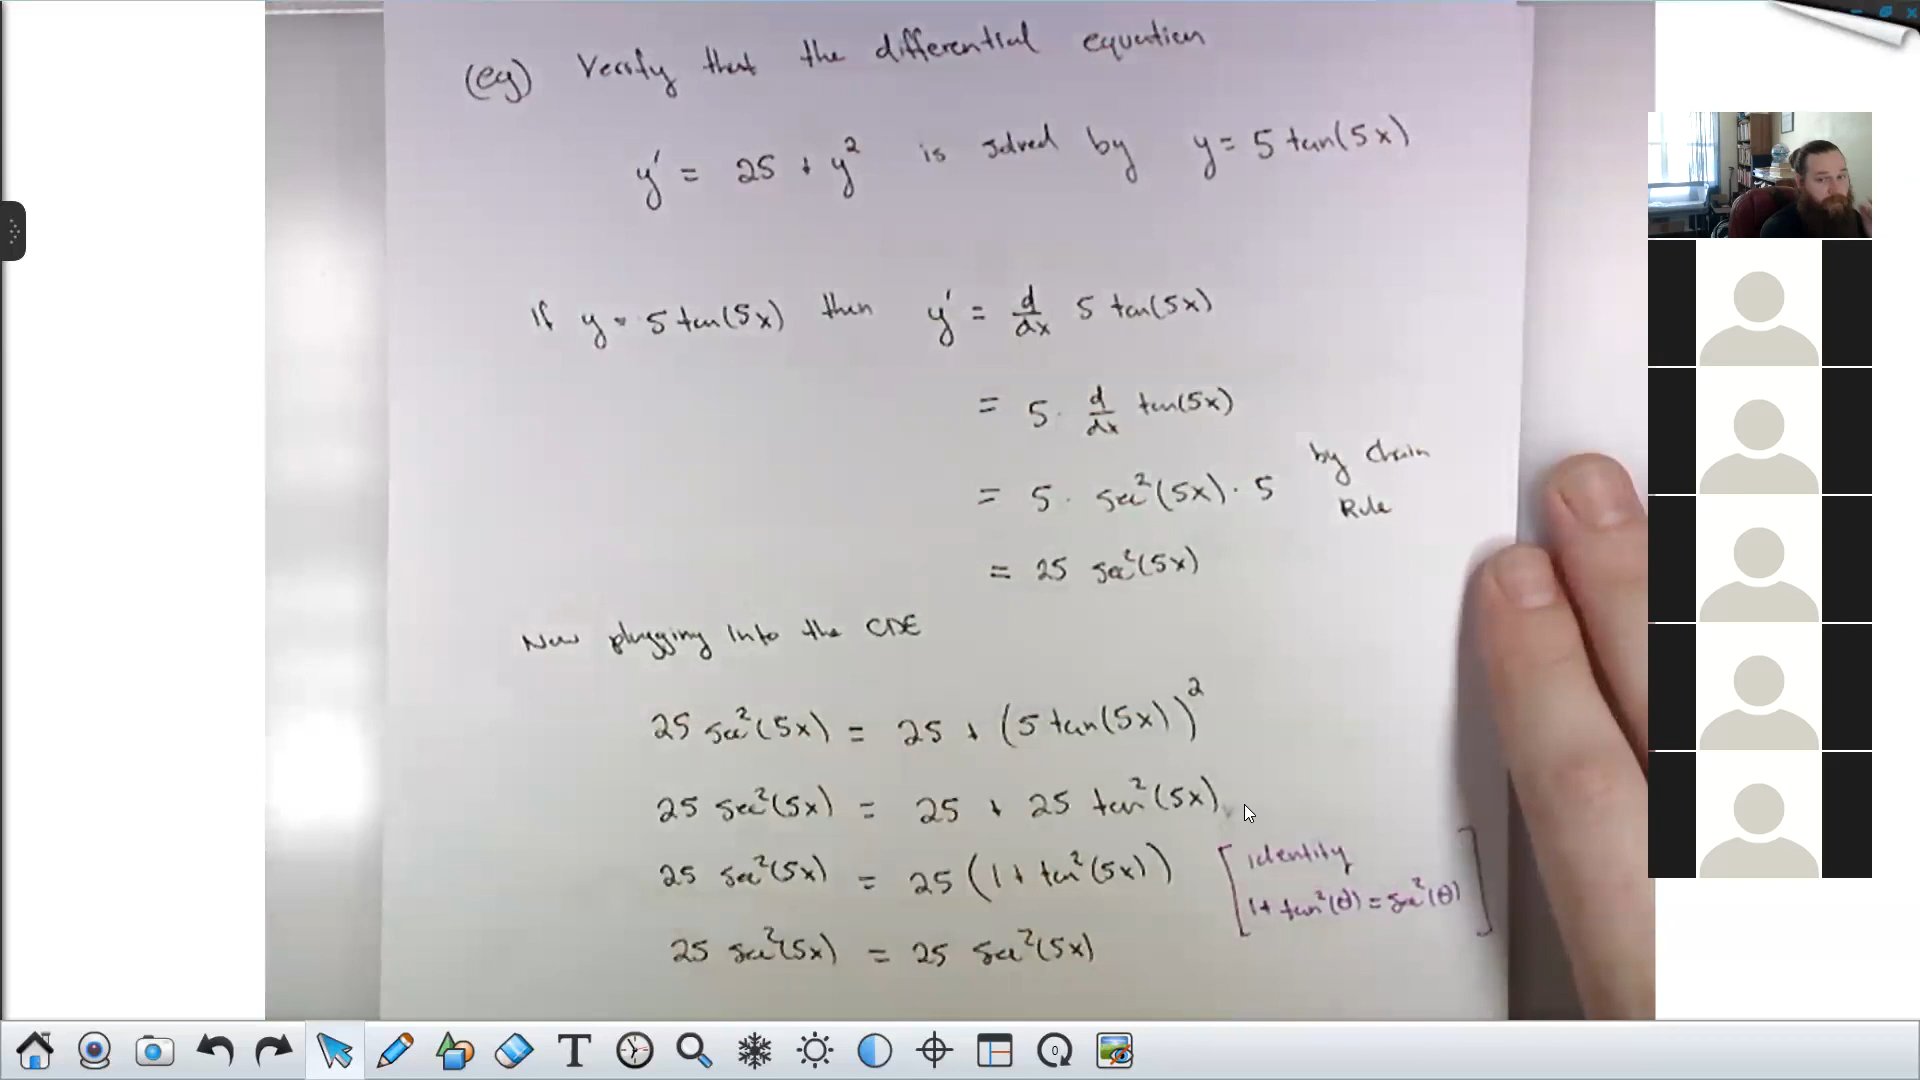 (eg) Verify that the differential equation
y' = 25 + y² is solved by y = 5 tan(5x)
If y = 5 tan(5x) then y' = d/dx 5 tan(5x)
= 5 · d/dx tan(5x)
= 5 · sec²(5x) · 5 by Chain Rule
= 25 sec²(5x)
Now plugging into the ODE
25 sec²(5x) = 25 + (5 tan(5x))²
25 sec²(5x) = 25 + 25 tan²(5x)
25 sec²(5x) = 25 (1 + tan²(5x))
[identity
1 + tan²(θ) = sec²(θ)]
25 sec²(5x) = 25 sec²(5x)
T
0